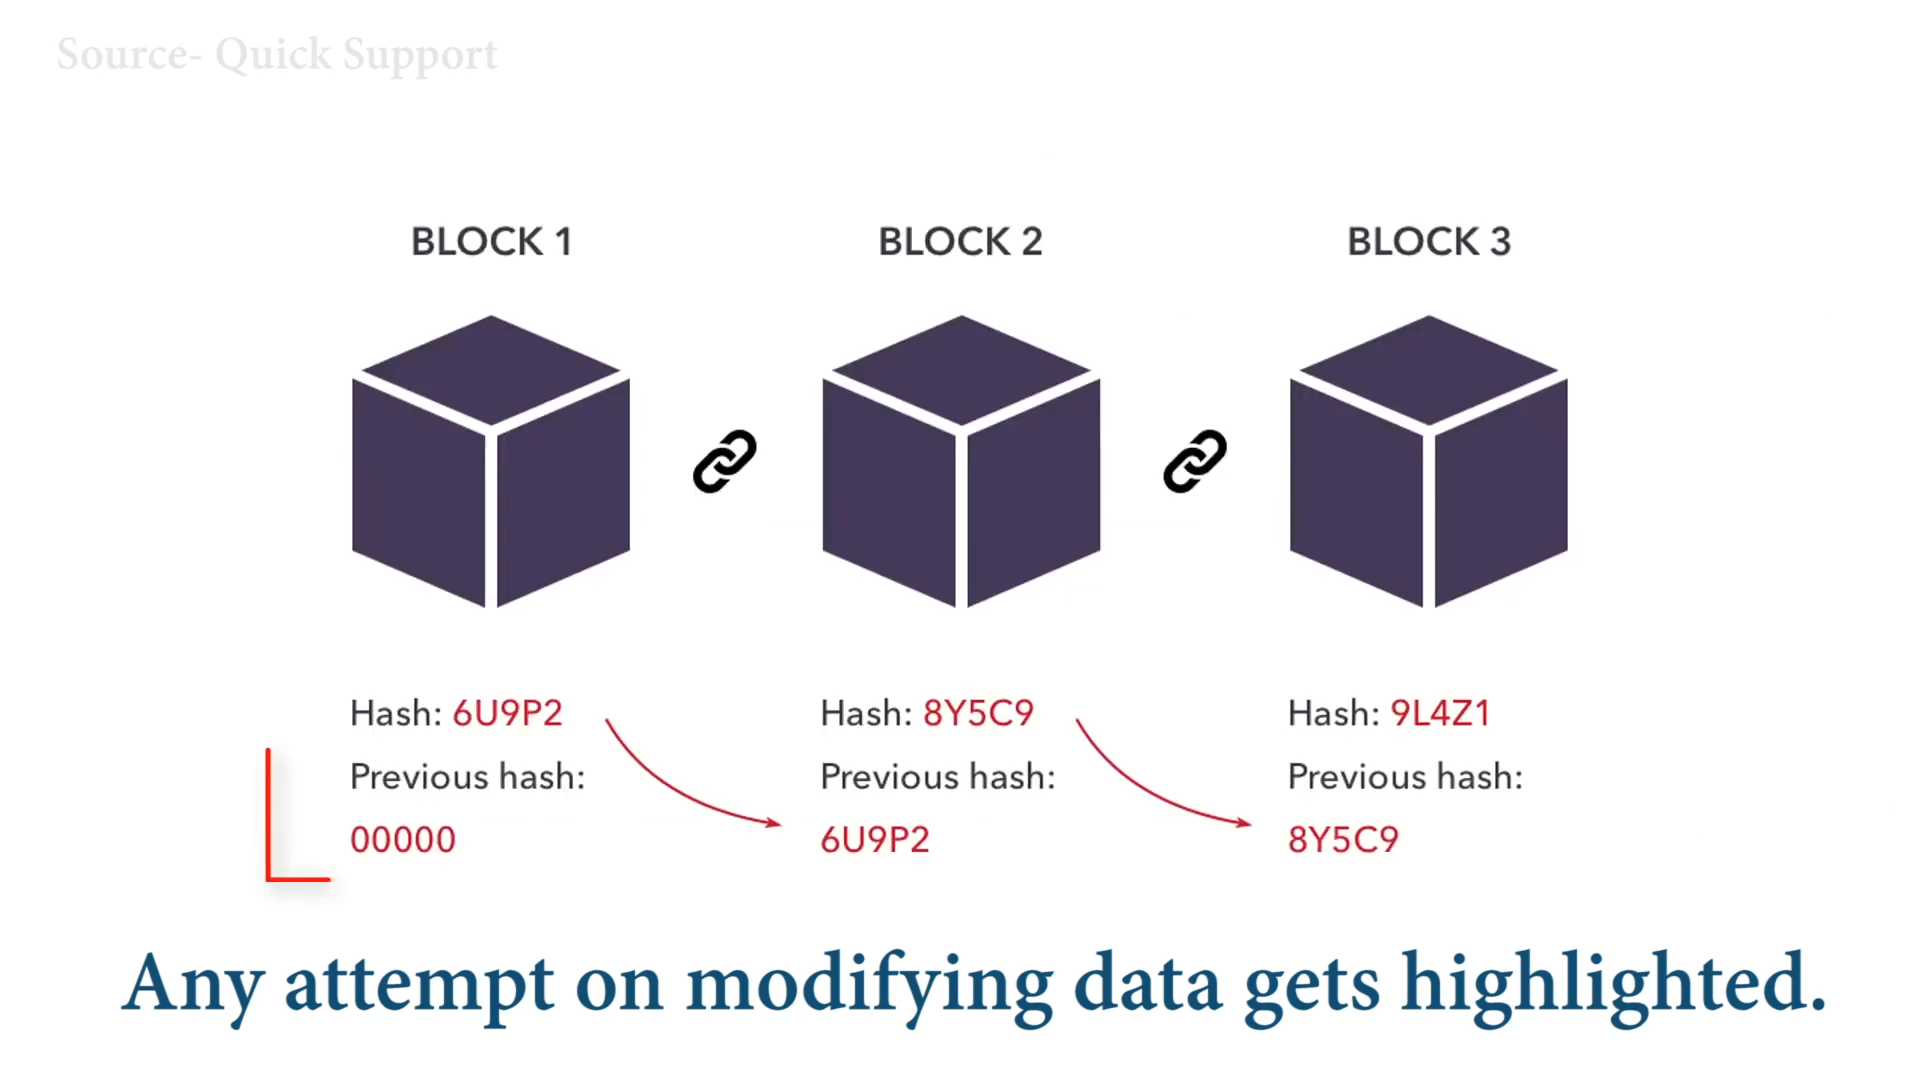 Source- Quick Support
BLOCK 1
BLOCK 2
BLOCK 3
Hash: 6U9P2
Previous hash:
00000
Hash: 8Y5C9
Previous hash:
6U9P2
Hash: 9L4Z1
Previous hash:
8Y5C9
Any attempt on modifying data gets highlighted.